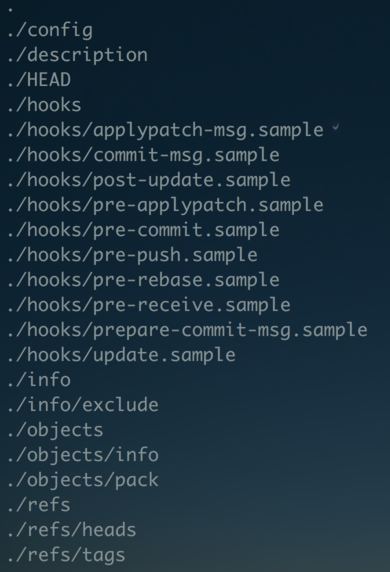 .
./config
./description
./HEAD
./hooks
./hooks/applypatch-msg.sample
./hooks/commit-msg.sample
./hooks/post-update.sample
./hooks/pre-applypatch.sample
./hooks/pre-commit.sample
./hooks/pre-push.sample
./hooks/pre-rebase.sample
./hooks/pre-receive.sample
./hooks/prepare-commit-msg.sample
./hooks/update.sample
./info
./info/exclude
./objects
./objects/info
./objects/pack
./refs
./refs/heads
./refs/tags